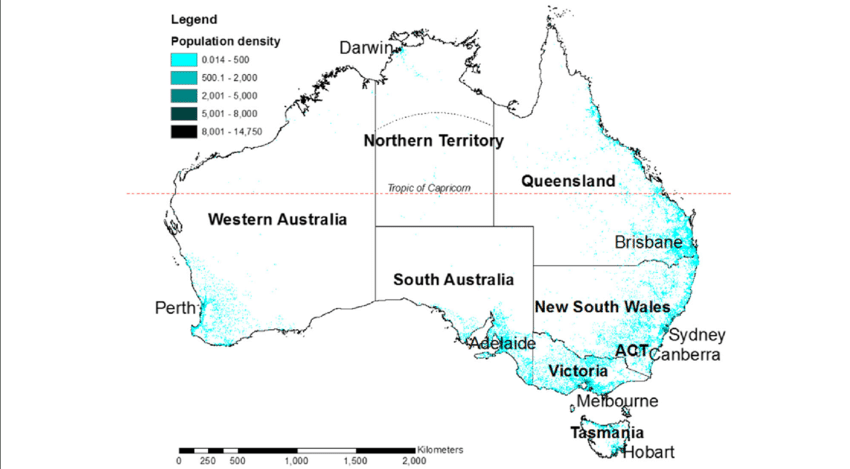 Legend
Population density
0.014 - 500
500.1 - 2,000
2,001 - 5,000
5,001 - 8,000
8,001 - 14,750
Darwin
Northern Territory
Tropic of Capricorn
Queensland
Western Australia
Brisbane
South Australia
Perth
New South Wales
Sydney
Adelaide
ACT
Canberra
Victoria
Melbourne
Tasmania
Hobart
Kilometers
0 250 500 1,000 1,500 2,000